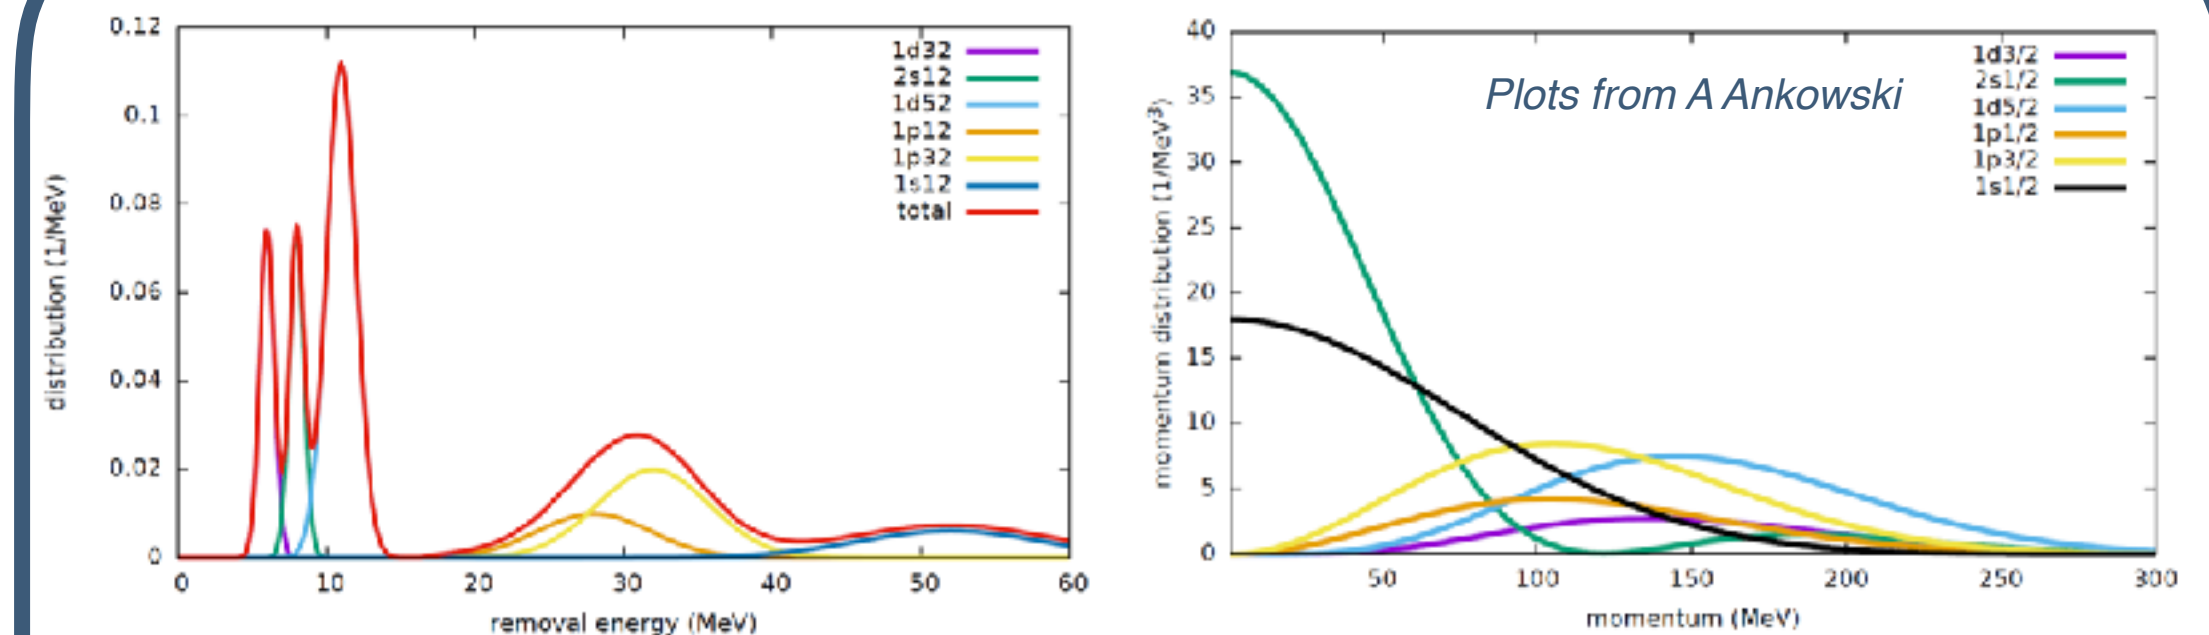 0.12
0.1
0.08
0.06
0.04
0.02
0
distribution (1/MeV)
0 10 20 30 40 50 60
removal energy (MeV)
1d32
2s12
1d52
1p12
1p32
1s12
total
40
35
30
25
20
15
10
5
0
momentum distribution (1/MeV³)
50 100 150 200 250 300
momentum (MeV)
Plots from A Ankowski
1d3/2
2s1/2
1d5/2
1p1/2
1p3/2
1s1/2